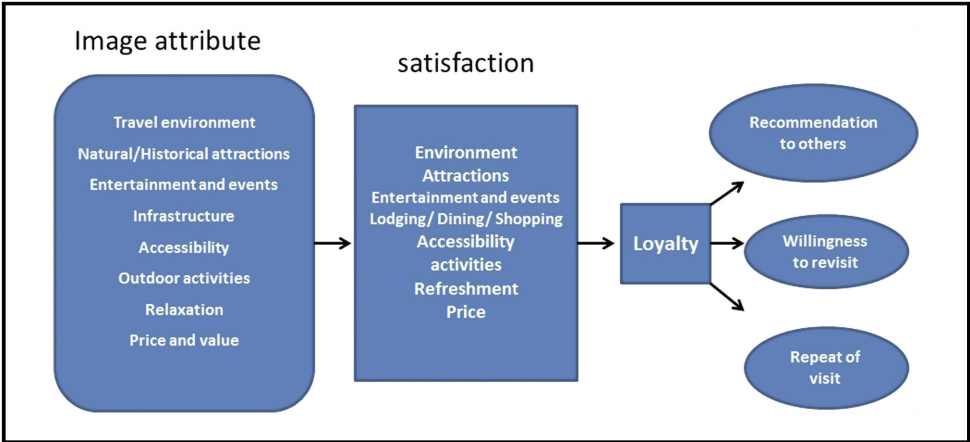 Image attribute
Travel environment
Natural/Historical attractions
Entertainment and events
Infrastructure
Accessibility
Outdoor activities
Relaxation
Price and value
satisfaction
Environment
Attractions
Entertainment and events
Lodging/ Dining/ Shopping
Accessibility
activities
Refreshment
Price
Loyalty
Recommendation
to others
Willingness
to revisit
Repeat of
visit